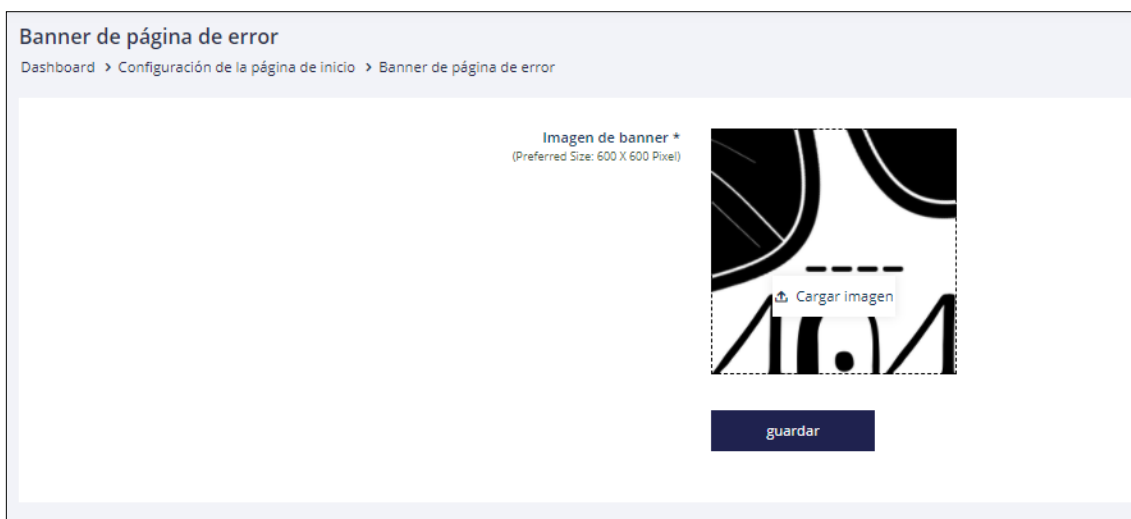 Banner de página de error
Dashboard > Configuración de la página de inicio > Banner de página de error
Imagen de banner *
(Preferred Size: 600 X 600 Pixel)
Cargar imagen
404
guardar